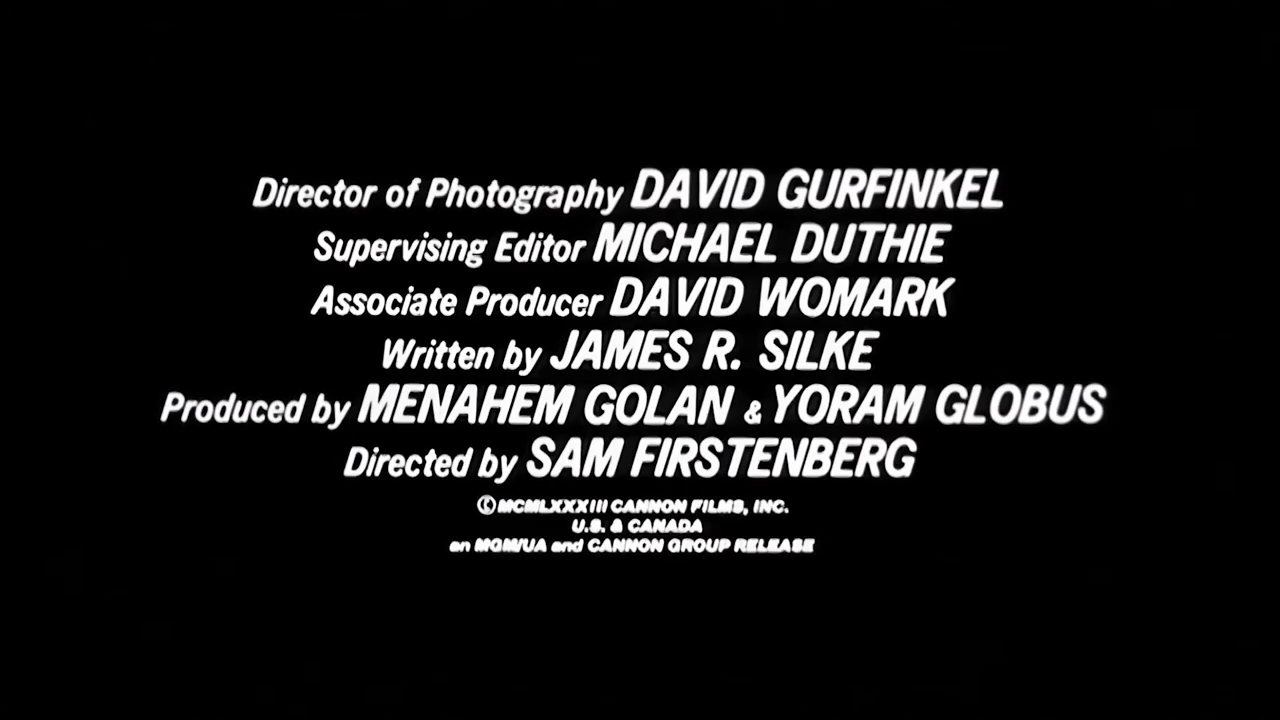 Director of Photography DAVID GURFINKEL
Supervising Editor MICHAEL DUTHIE
Associate Producer DAVID WOMARK
Written by JAMES R. SILKE
Produced by MENAHEM GOLAN & YORAM GLOBUS
Directed by SAM FIRSTENBERG
©MCMLXXXIII CANNON FILMS, INC.
U.S. & CANADA
an MGM/UA and CANNON GROUP RELEASE